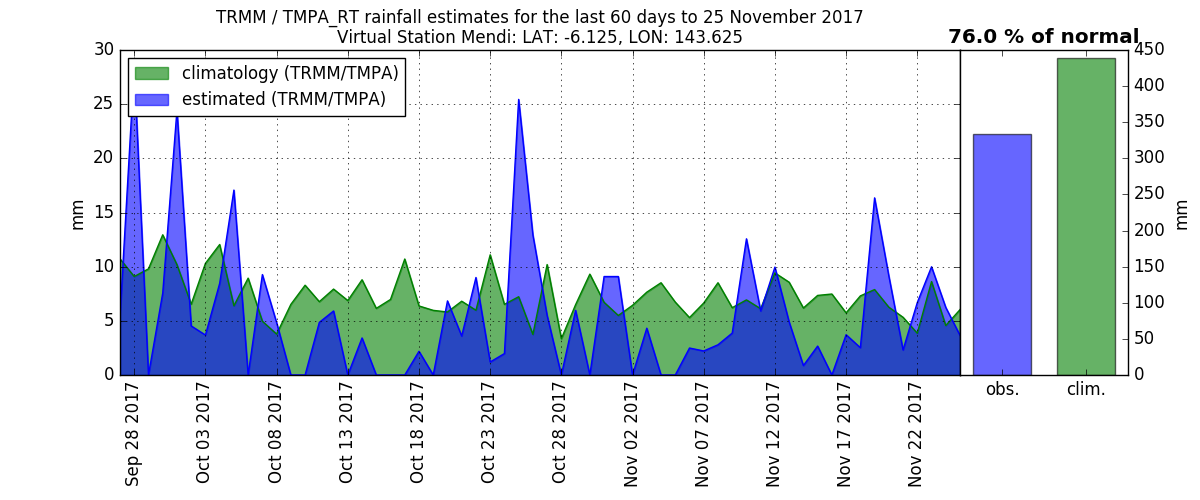 TRMM / TMPA_RT rainfall estimates for the last 60 days to 25 November 2017
Virtual Station Mendi: LAT: -6.125, LON: 143.625
76.0 % of normal
climatology (TRMM/TMPA)
estimated (TRMM/TMPA)
30
25
20
15
10
5
0
mm
Sep 28 2017
Oct 03 2017
Oct 08 2017
Oct 13 2017
Oct 18 2017
Oct 23 2017
Oct 28 2017
Nov 02 2017
Nov 07 2017
Nov 12 2017
Nov 17 2017
Nov 22 2017
obs.
clim.
450
400
350
300
250
200
150
100
50
0
mm